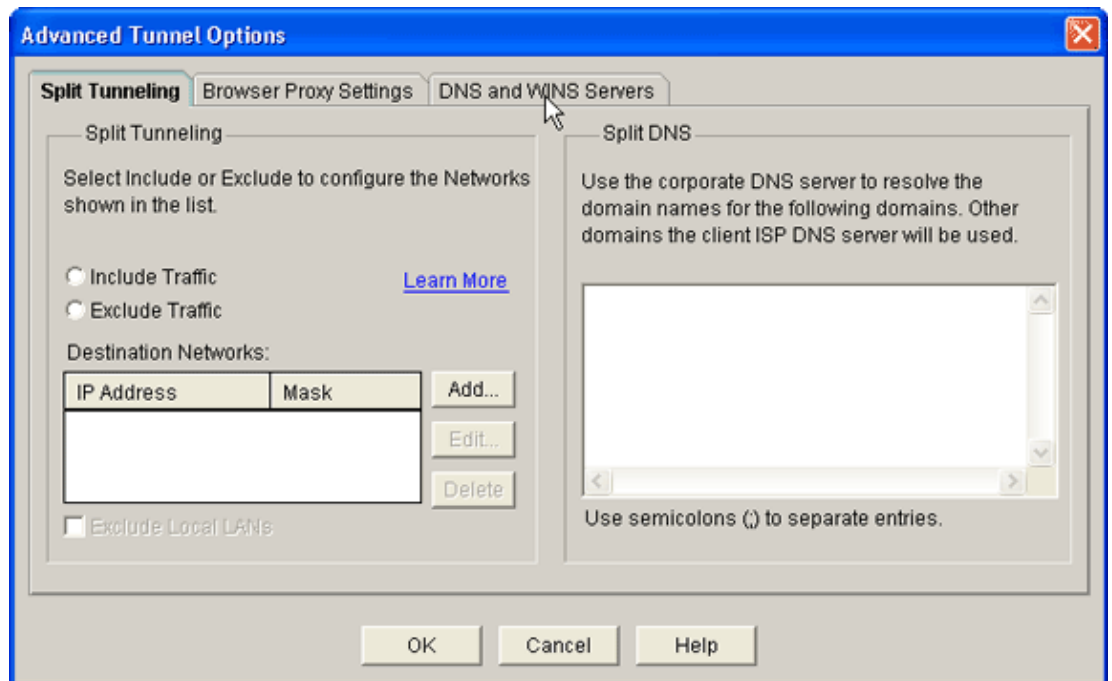 Advanced Tunnel Options
Split Tunneling
Browser Proxy Settings
DNS and WINS Servers
Split Tunneling
Select Include or Exclude to configure the Networks
shown in the list.
Include Traffic
Learn More
Exclude Traffic
Destination Networks:
IP Address
Mask
Add...
Edit...
Delete
Exclude Local LANs
Split DNS
Use the corporate DNS server to resolve the
domain names for the following domains. Other
domains the client ISP DNS server will be used.
Use semicolons (;) to separate entries.
OK
Cancel
Help